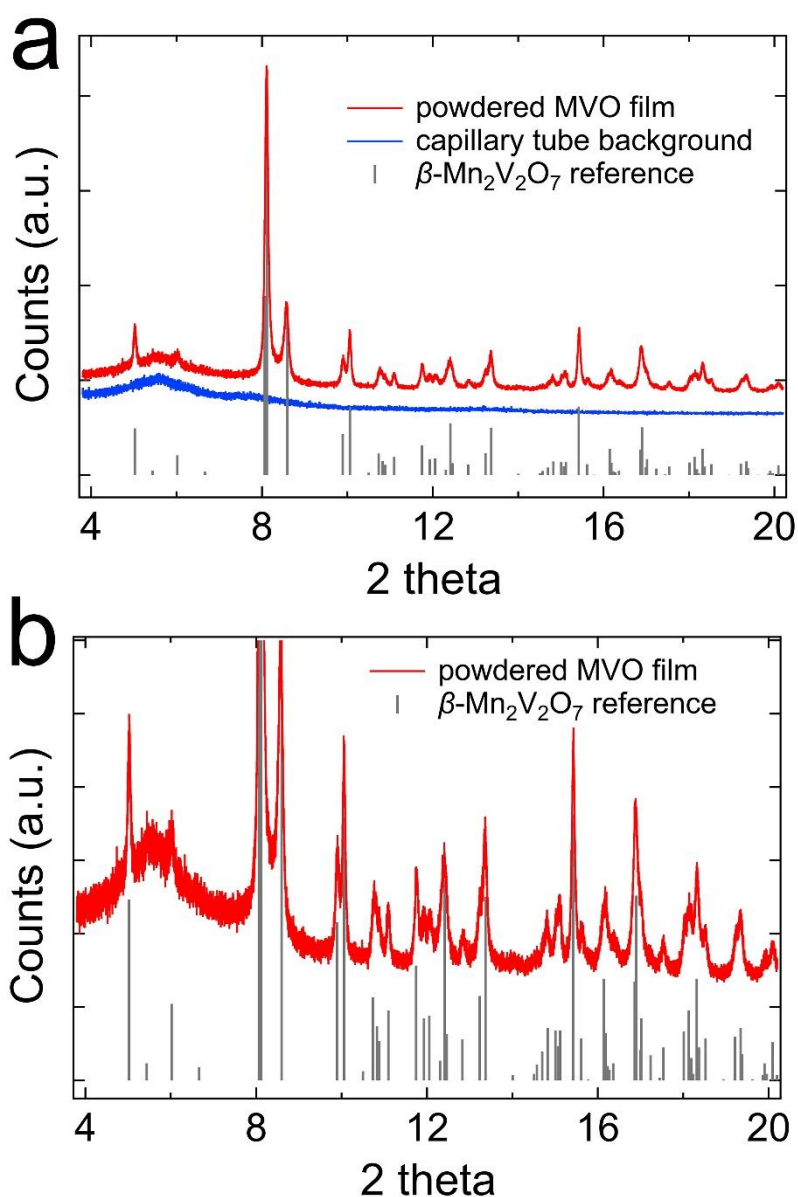 a
powdered MVO film
capillary tube background
β-Mn₂V₂O₇ reference
Counts (a.u.)
4 8 12 16 20
2 theta
b
powdered MVO film
β-Mn₂V₂O₇ reference
Counts (a.u.)
4 8 12 16 20
2 theta